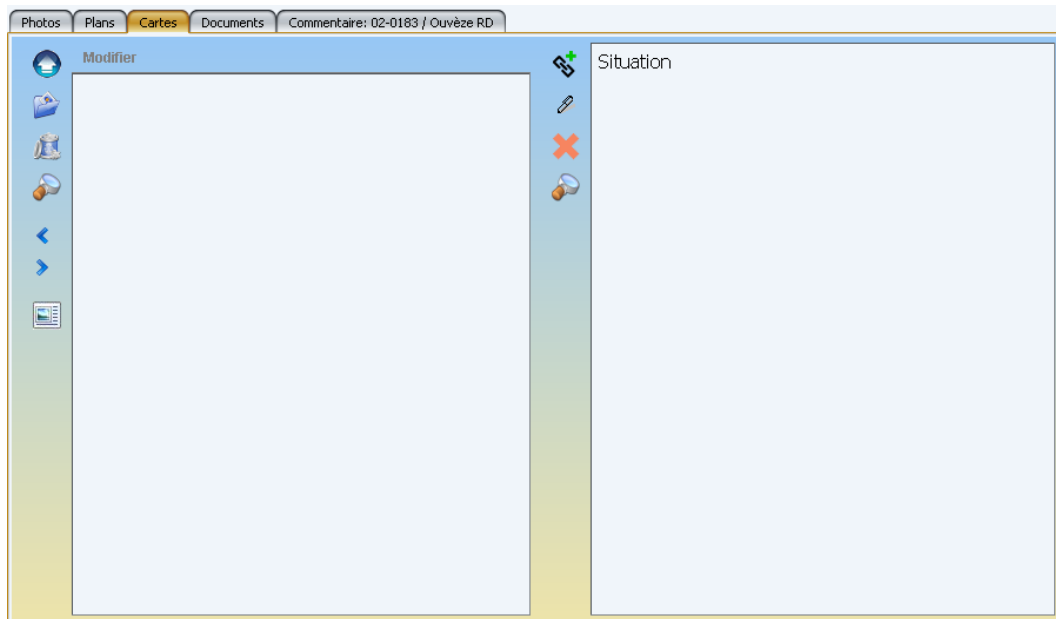 Photos Plans Cartes Documents Commentaire: 02-0183 / Ouvèze RD
Modifier
Situation